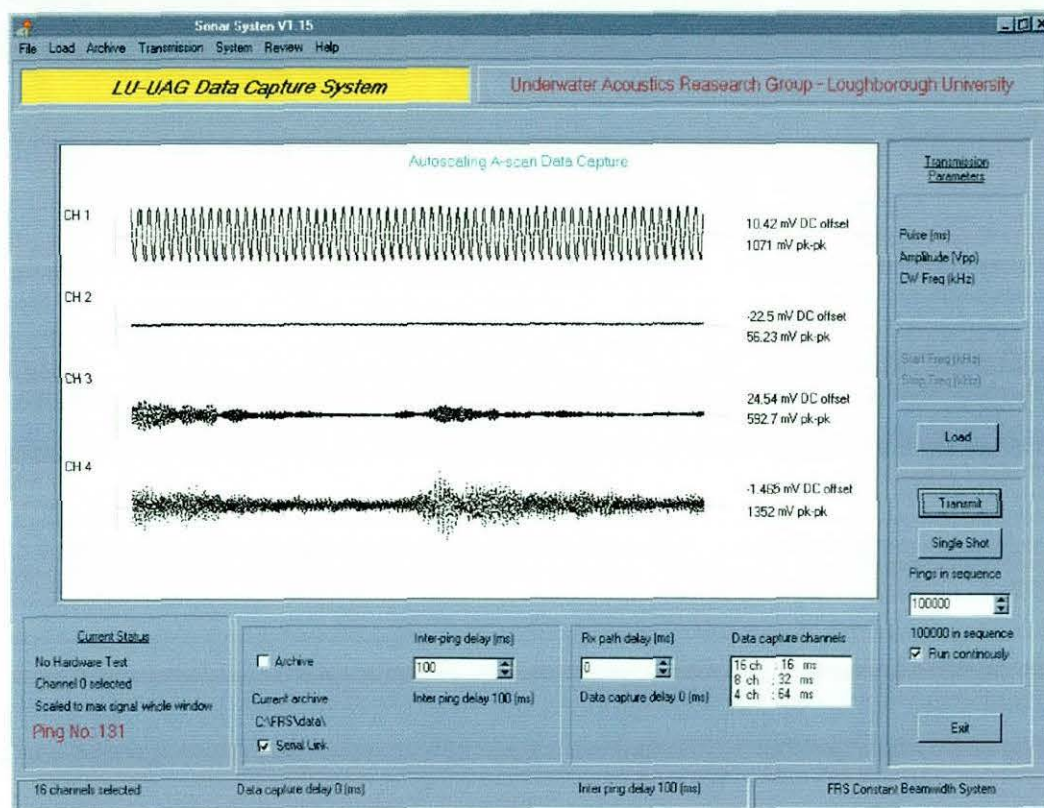 Sonar Systen V1.15
File Load Archive Transmission System Review Help
LU-UAG Data Capture System
Underwater Acoustics Reasearch Group - Loughborough University
Autoscaling A-scan Data Capture
CH 1
10.42 mV DC offset
1071 mV pk-pk
CH 2
-22.5 mV DC offset
56.23 mV pk-pk
CH 3
24.54 mV DC offset
592.7 mV pk-pk
CH 4
-1.465 mV DC offset
1352 mV pk-pk
Transmission
Parameters
Pulse (ms)
Amplitude (Vpp)
CW Freq (kHz)
Start Freq (kHz)
Stop Freq (kHz)
Load
Transmit
Single Shot
Pings in sequence
100000
100000 in sequence
Run continously
Exit
Current Status
No Hardware Test
Channel 0 selected
Scaled to max signal whole window
Ping No: 131
Archive
Current archive
C:\FRS\data\
Serial Link
Inter-ping delay (ms)
100
Inter ping delay 100 (ms)
Rx path delay (ms)
0
Data capture delay 0 (ms)
Data capture channels
16 ch : 16 ms
8 ch : 32 ms
4 ch : 64 ms
16 channels selected
Data capture delay 0 (ms)
Inter ping delay 100 (ms)
FRS Constant Beamwidth System